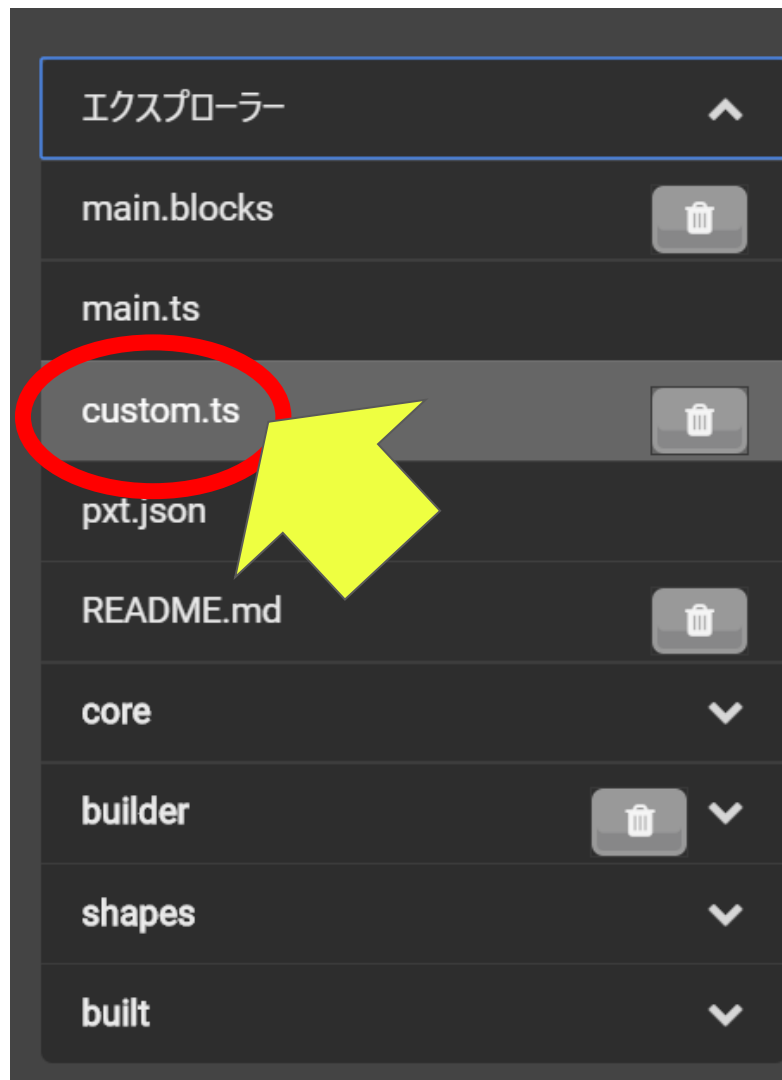 エクスプローラー
main.blocks
main.ts
custom.ts
pxt.json
README.md
core
builder
shapes
built